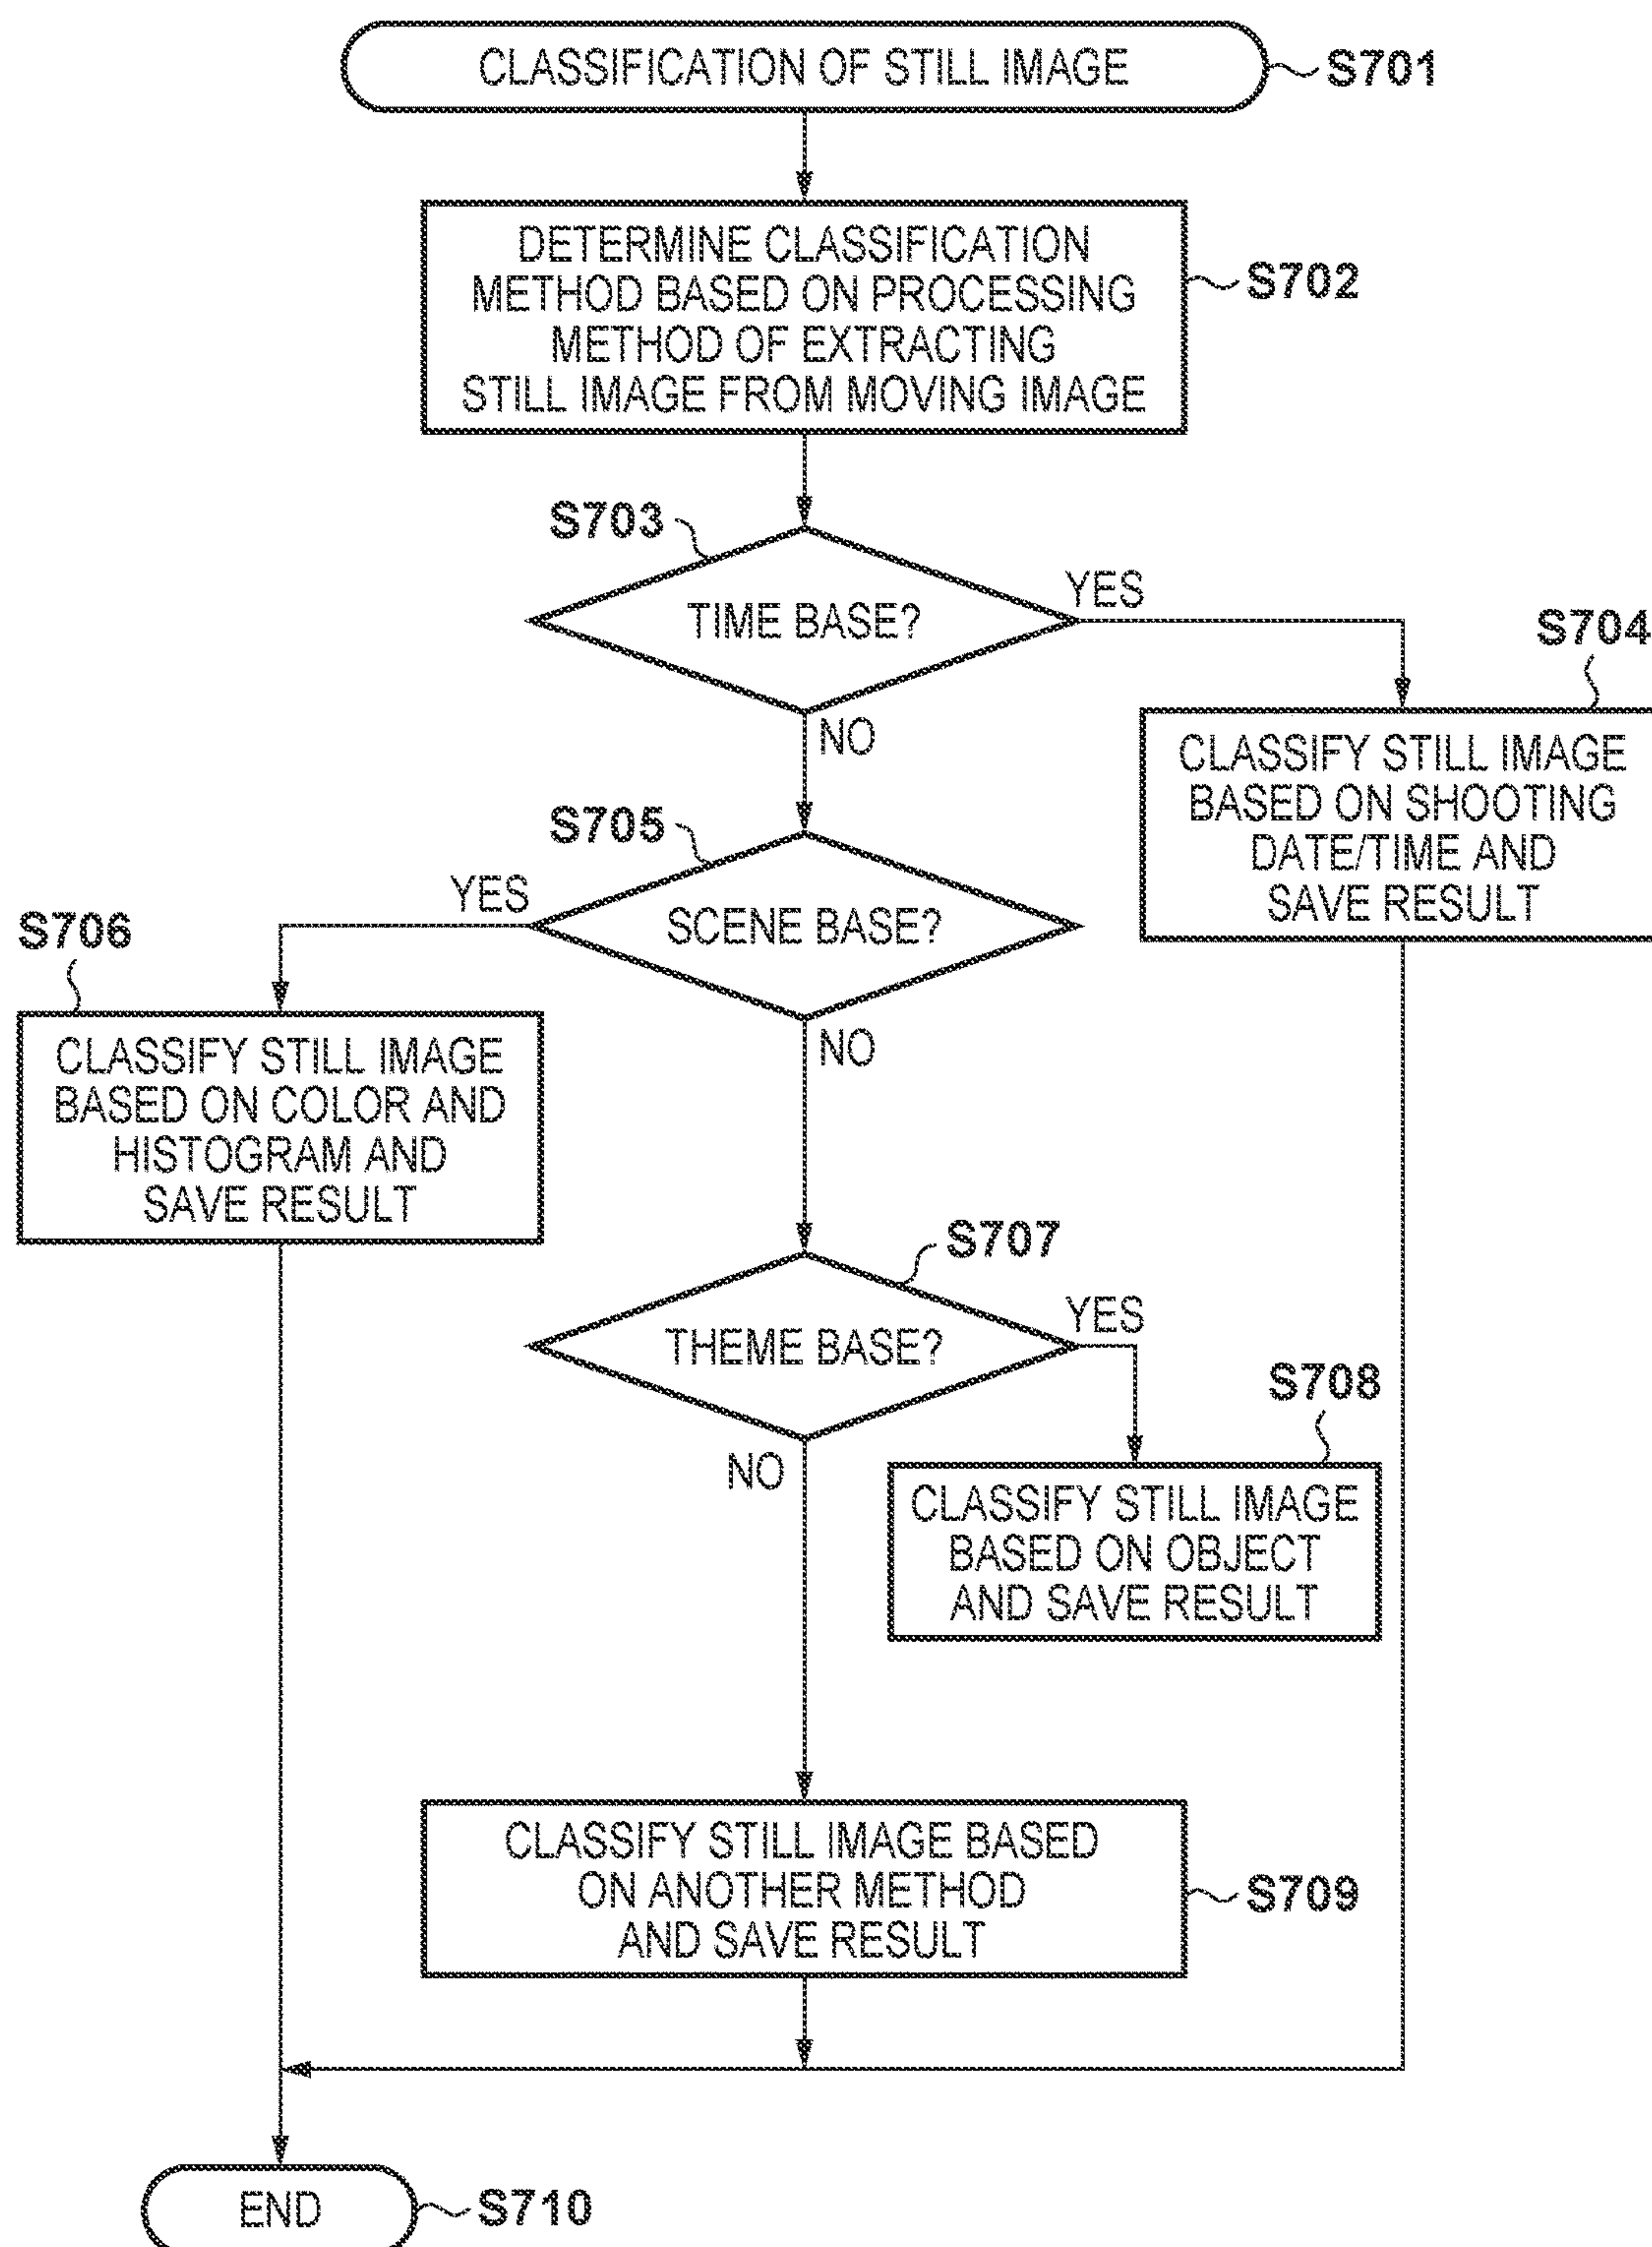 CLASSIFICATION OF STILL IMAGE
S701
DETERMINE CLASSIFICATION
METHOD BASED ON PROCESSING
METHOD OF EXTRACTING
STILL IMAGE FROM MOVING IMAGE
S702
S703
TIME BASE?
YES
NO
S704
CLASSIFY STILL IMAGE
BASED ON SHOOTING
DATE/TIME AND
SAVE RESULT
S705
SCENE BASE?
YES
NO
S706
CLASSIFY STILL IMAGE
BASED ON COLOR AND
HISTOGRAM AND
SAVE RESULT
S707
THEME BASE?
YES
NO
S708
CLASSIFY STILL IMAGE
BASED ON OBJECT
AND SAVE RESULT
CLASSIFY STILL IMAGE BASED
ON ANOTHER METHOD
AND SAVE RESULT
S709
END
S710